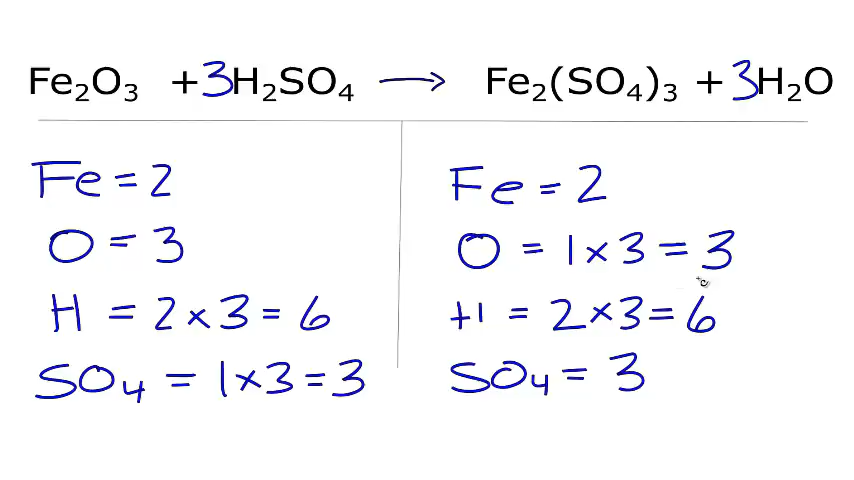 Fe₂O₃ + 3H₂SO₄ → Fe₂(SO₄)₃ + 3H₂O
Fe = 2
O = 3
H = 2 × 3 = 6
SO₄ = 1 × 3 = 3
Fe = 2
O = 1 × 3 = 3
H = 2 × 3 = 6
SO₄ = 3